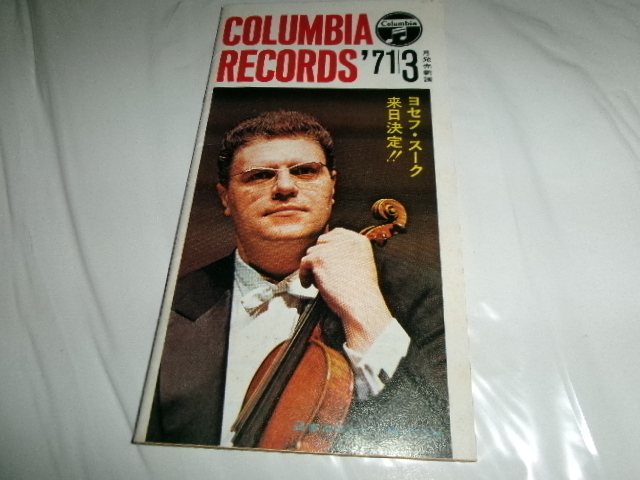 COLUMBIA
Columbia
RECORDS '71/3
月発売新譜
ヨセフ・スーク
来日決定!!